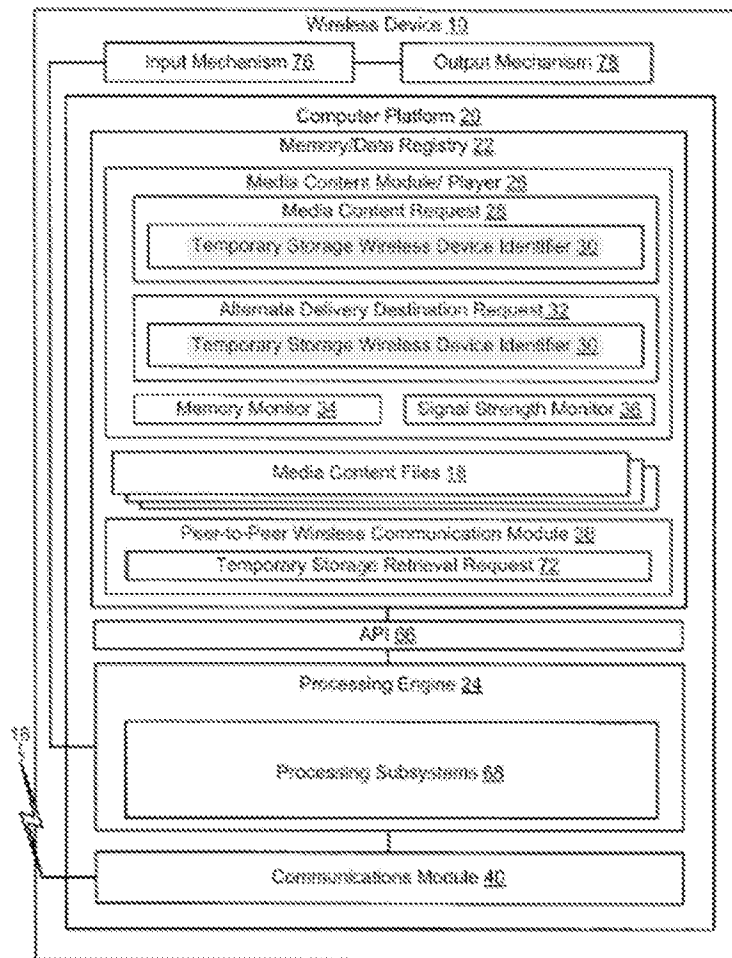 Wireless Device 10
Input Mechanism 76
Output Mechanism 78
Computer Platform 20
Memory/Data Registry 22
Media Content Module/ Player 26
Media Content Request 28
Temporary Storage Wireless Device Identifier 30
Alternate Delivery Destination Request 32
Temporary Storage Wireless Device Identifier 30
Memory Monitor 34
Signal Strength Monitor 36
Media Content Files 18
Peer-to-Peer Wireless Communication Module
Temporary Storage Retrieval Request 72
API 66
Processing Engine 24
Processing Subsystems 68
Communications Module 40